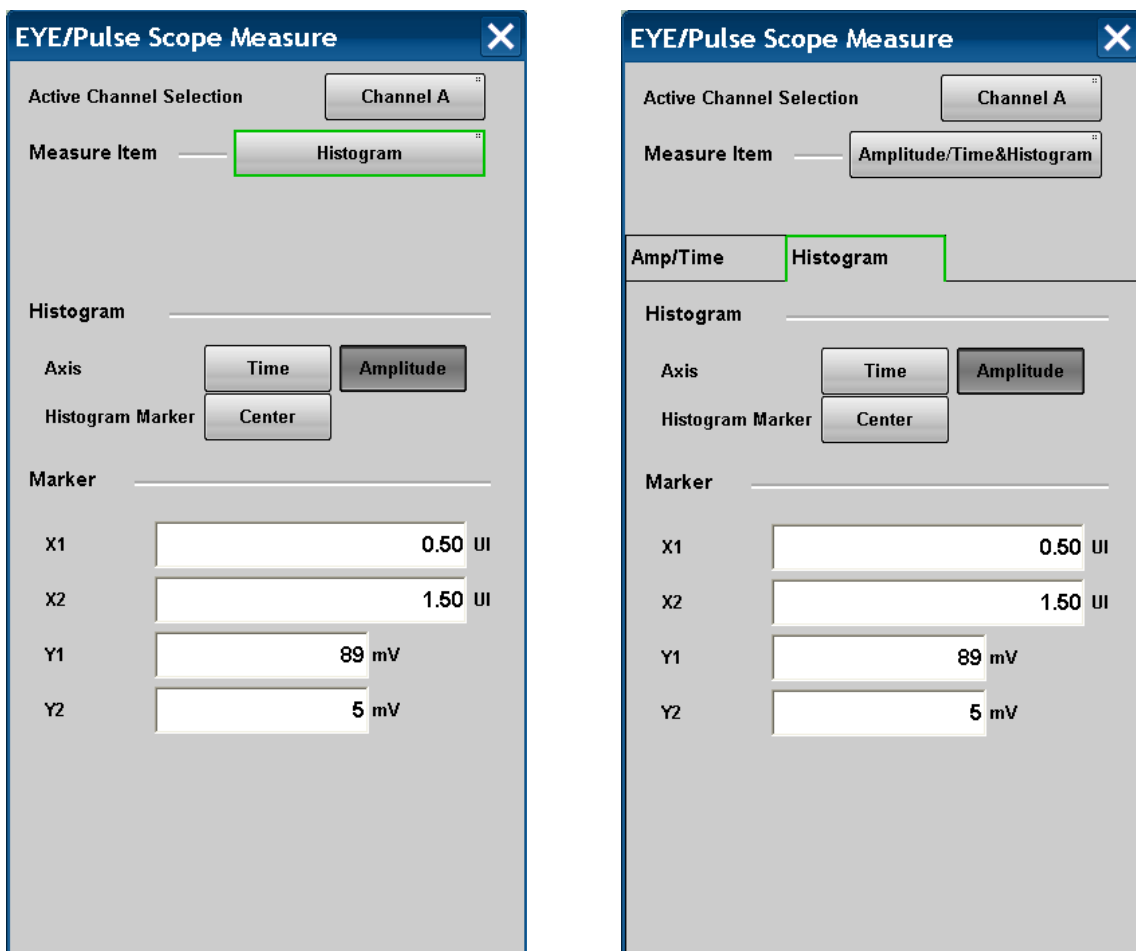 EYE/Pulse Scope Measure
Active Channel Selection Channel A
Measure Item Histogram
Histogram
Axis Time Amplitude
Histogram Marker Center
Marker
X1 0.50 UI
X2 1.50 UI
Y1 89 mV
Y2 5 mV
EYE/Pulse Scope Measure
Active Channel Selection Channel A
Measure Item Amplitude/Time&Histogram
Amp/Time Histogram
Histogram
Axis Time Amplitude
Histogram Marker Center
Marker
X1 0.50 UI
X2 1.50 UI
Y1 89 mV
Y2 5 mV